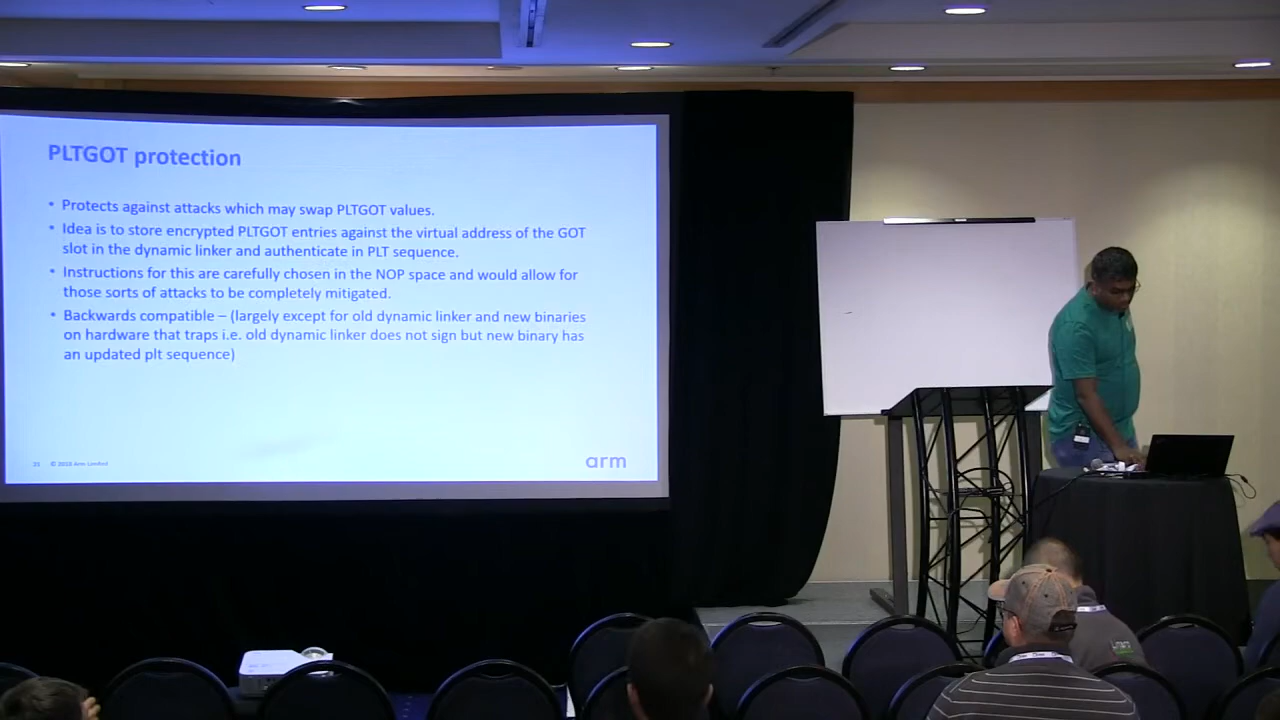 PLTGOT protection
• Protects against attacks which may swap PLTGOT values.
• Idea is to store encrypted PLTGOT entries against the virtual address of the GOT
slot in the dynamic linker and authenticate in PLT sequence.
• Instructions for this are carefully chosen in the NOP space and would allow for
those sorts of attacks to be completely mitigated.
• Backwards compatible – (largely except for old dynamic linker and new binaries
on hardware that traps i.e. old dynamic linker does not sign but new binary has
an updated plt sequence)
© 2018 Arm Limited
arm